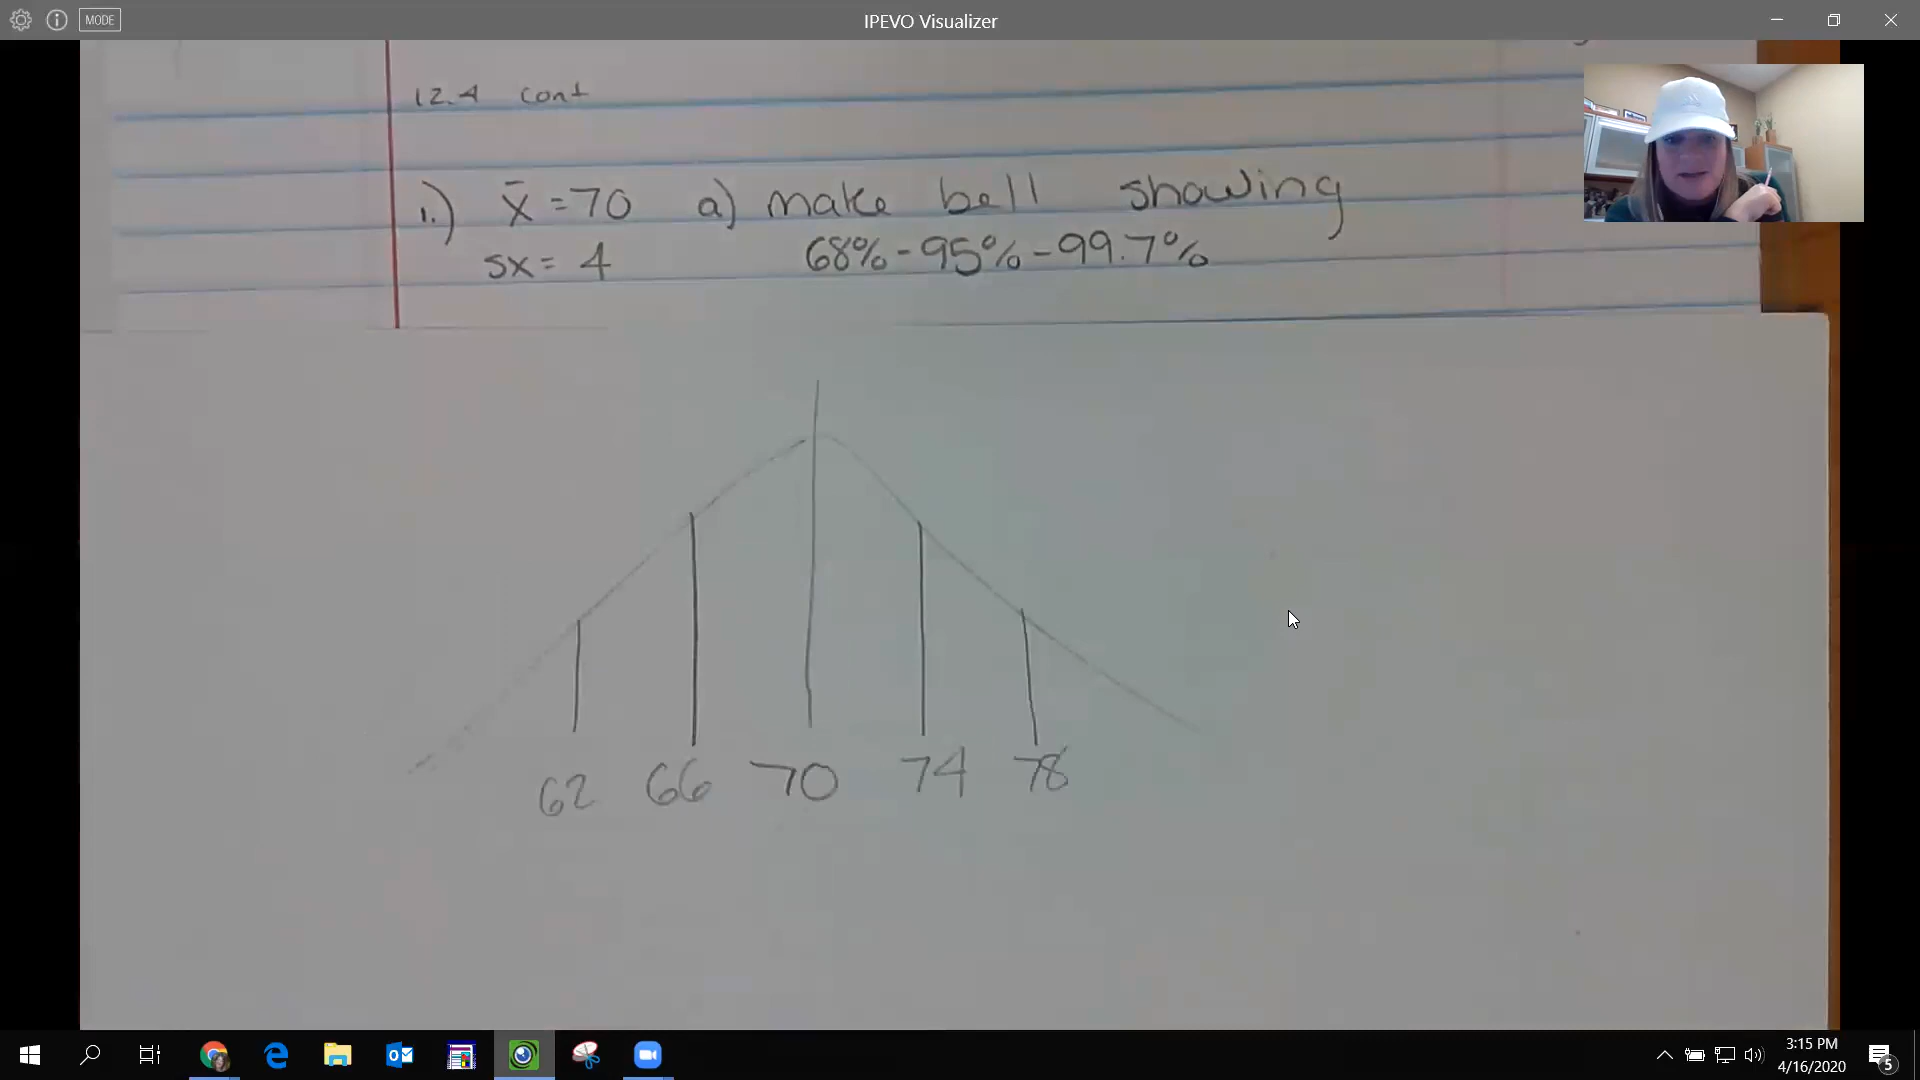 MODE
IPEVO Visualizer
12.4 cont
1.) x̄ = 70 a) make bell showing
sx = 4 68% - 95% - 99.7%
62 66 70 74 78
3:15 PM
4/16/2020
5